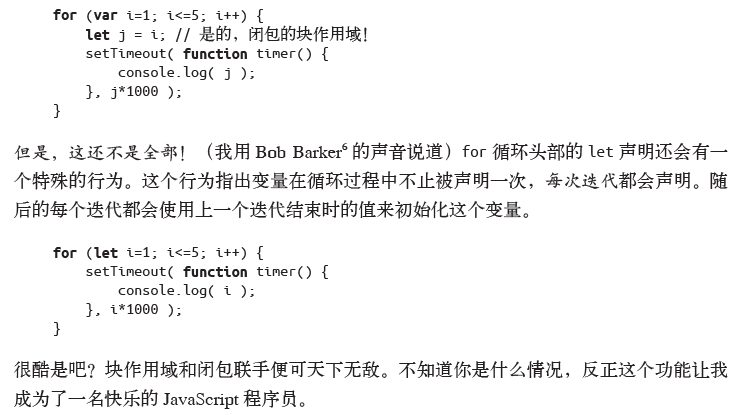 for (var i=1; i<=5; i++) {
    let j = i; // 是的，闭包的块作用域！
    setTimeout( function timer() {
        console.log( j );
    }, j*1000 );
}
但是，这还不是全部！（我用 Bob Barker6 的声音说道）for 循环头部的 let 声明还会有一
个特殊的行为。这个行为指出变量在循环过程中不止被声明一次，每次迭代都会声明。随
后的每个迭代都会使用上一个迭代结束时的值来初始化这个变量。
for (let i=1; i<=5; i++) {
    setTimeout( function timer() {
        console.log( i );
    }, i*1000 );
}
很酷是吧？块作用域和闭包联手便可天下无敌。不知道你是什么情况，反正这个功能让我
成为了一名快乐的 JavaScript 程序员。